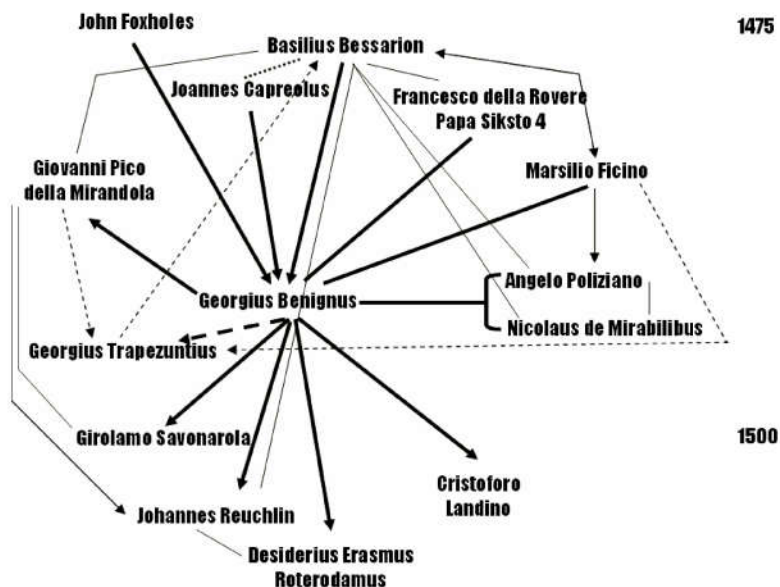 John Foxholes
1475
Basilius Bessarion
Joannes Capreolus
Francesco della Rovere
Papa Siksto 4
Giovanni Pico
della Mirandola
Marsilio Ficino
Angelo Poliziano
Georgius Benignus
Nicolaus de Mirabilibus
Georgius Trapezuntius
Girolamo Savonarola
1500
Cristoforo
Landino
Johannes Reuchlin
Desiderius Erasmus
Roterodamus